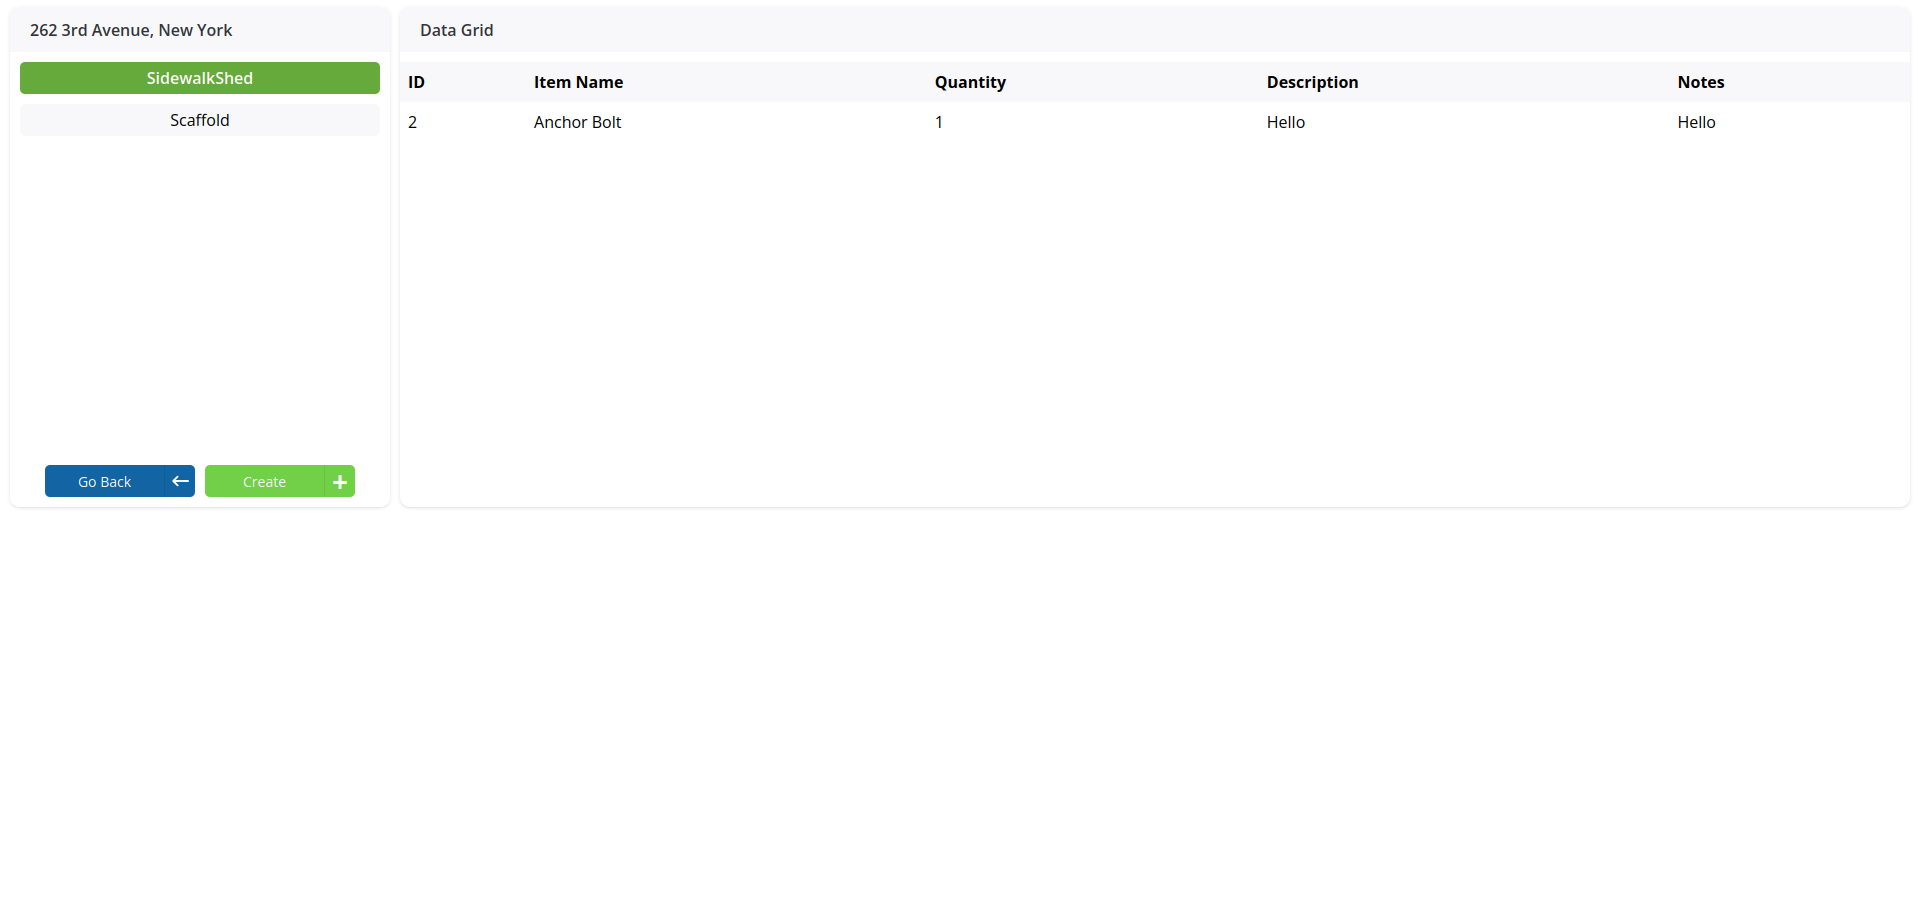 262 3rd Avenue, New York
SidewalkShed
Scaffold
Go Back
Create
Data Grid
ID Item Name Quantity Description Notes
2 Anchor Bolt 1 Hello Hello